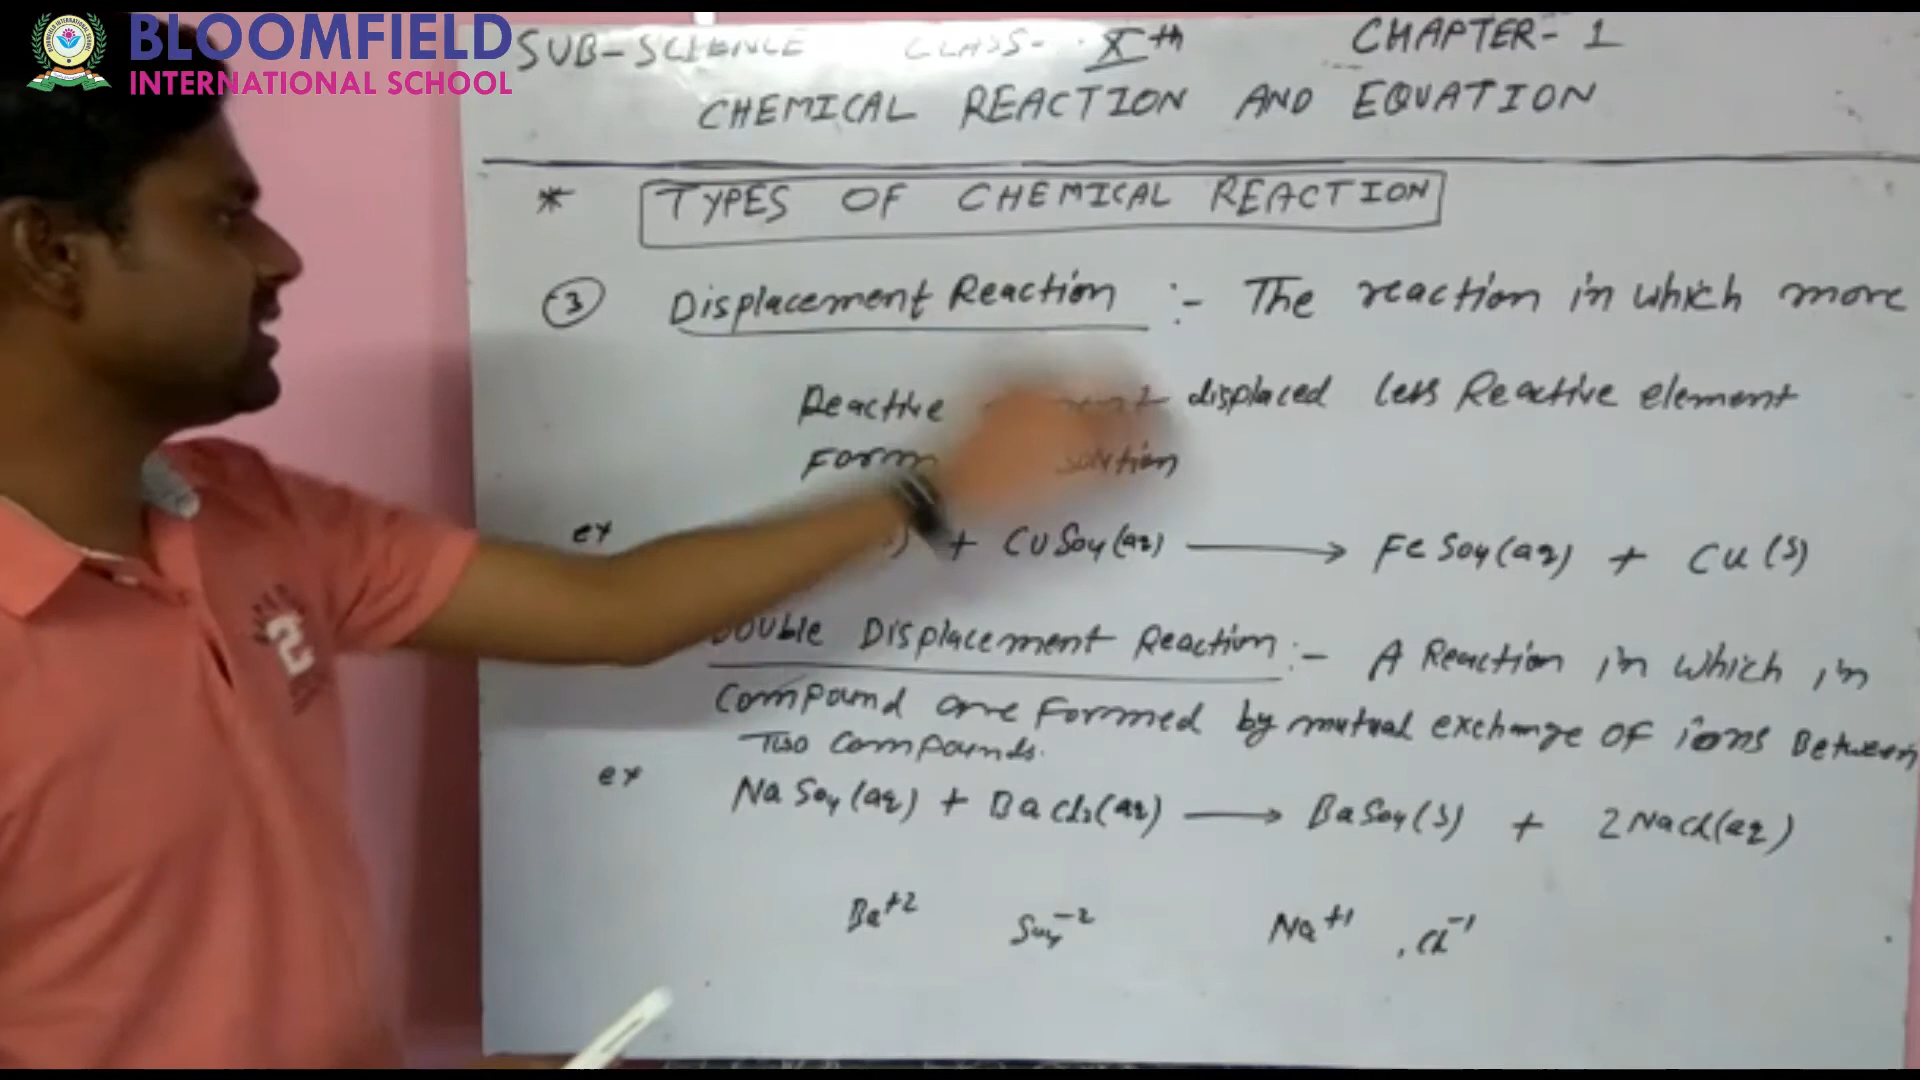 BLOOMFIELD
INTERNATIONAL SCHOOL
SUB-SCIENCE CLASS- Xth CHAPTER-1
CHEMICAL REACTION AND EQUATION
* TYPES OF CHEMICAL REACTION
3 Displacement Reaction :- The reaction in which more
Reactive displaced less Reactive element
Form solution
ex + CuSO4(aq) → FeSO4(aq) + Cu(s)
Double Displacement Reaction :- A Reaction in which in
Compound are Formed by mutual exchange of ions Between
Two Compounds.
ex NaSO4(aq) + BaCl2(aq) → BaSO4(s) + 2NaCl(aq)
Ba+2 SO4-2 Na+1 , Cl-1
2